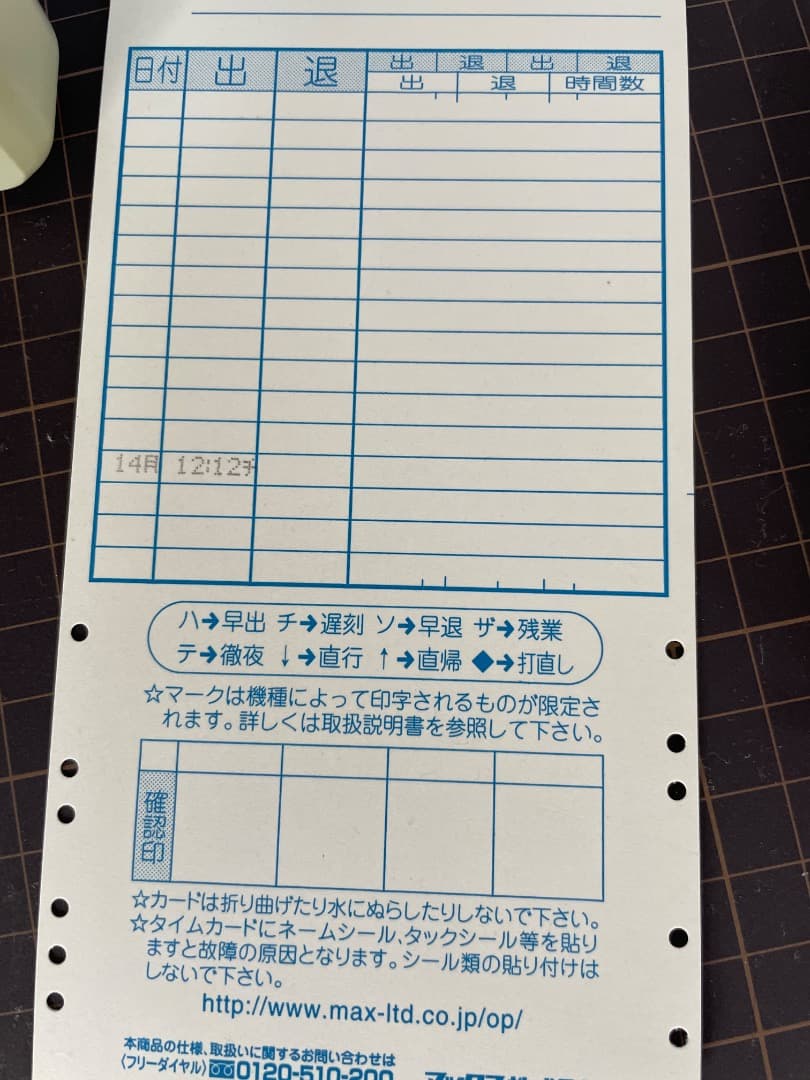 日付 出 退 出 退 出 退
出 退 時間数
14月 12:12チ
ハ→早出 チ→遅刻 ソ→早退 ザ→残業
テ→徹夜 ↓→直行 ↑→直帰 ◆→打直し
☆マークは機種によって印字されるものが限定さ
れます。詳しくは取扱説明書を参照して下さい。
確認印
☆カードは折り曲げたり水にぬらしたりしないで下さい。
☆タイムカードにネームシール、タックシール等を貼り
ますと故障の原因となります。シール類の貼り付けは
しないで下さい。
http://www.max-ltd.co.jp/op/
本商品の仕様、取扱いに関するお問い合わせは
〈フリーダイヤル〉0120-510-200